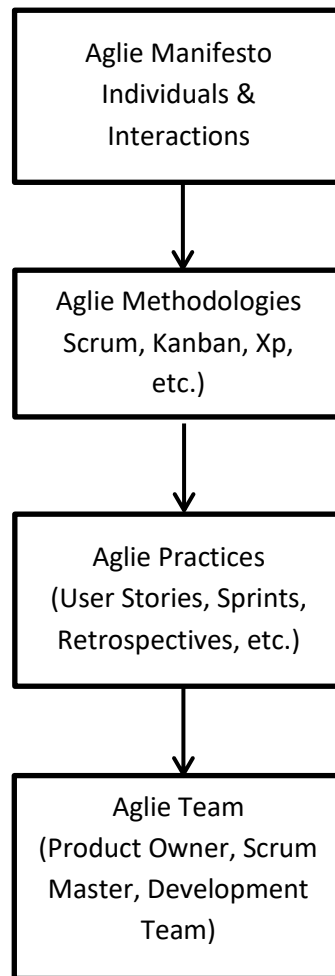 Aglie Manifesto
Individuals &
Interactions
Aglie Methodologies
Scrum, Kanban, Xp,
etc.)
Aglie Practices
(User Stories, Sprints,
Retrospectives, etc.)
Aglie Team
(Product Owner, Scrum
Master, Development
Team)